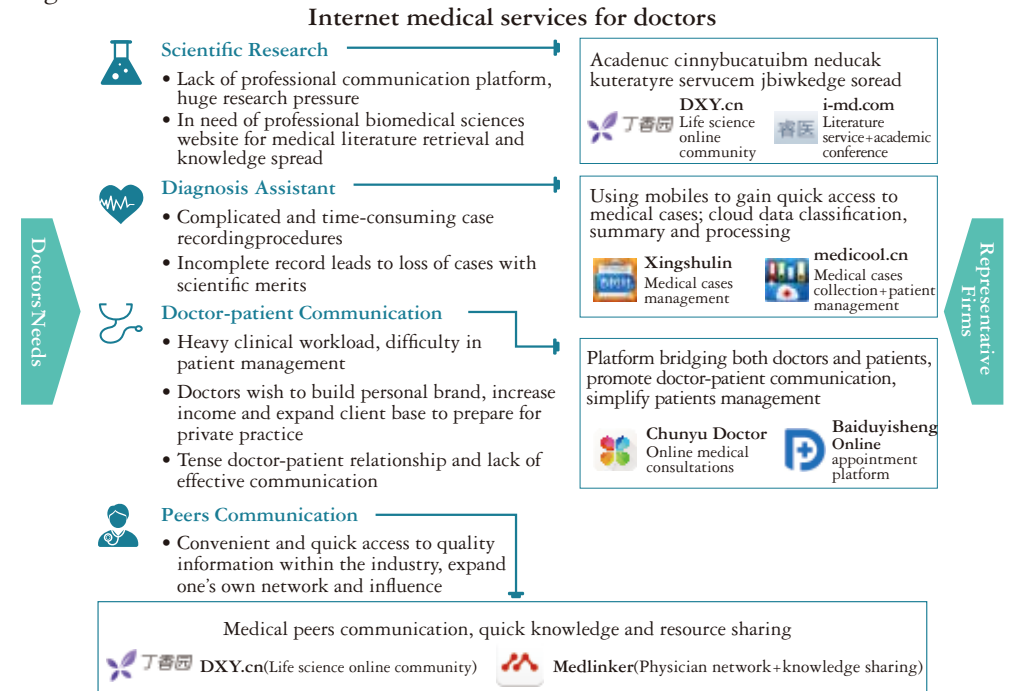 Internet medical services for doctors
Doctors Needs
Scientific Research
• Lack of professional communication platform,
huge research pressure
• In need of professional biomedical sciences
website for medical literature retrieval and
knowledge spread
Acadenuc cinnybucatuibm neducak
kuteratyre servucem jbiwkedge soread
丁香园
DXY.cn
Life science
online
community
睿医
i-md.com
Literature
service+academic
conference
Diagnosis Assistant
• Complicated and time-consuming case
recordingprocedures
• Incomplete record leads to loss of cases with
scientific merits
Using mobiles to gain quick access to
medical cases; cloud data classification,
summary and processing
Xingshulin
Medical cases
management
medicool.cn
Medical cases
collection+patient
management
Doctor-patient Communication
• Heavy clinical workload, difficulty in
patient management
• Doctors wish to build personal brand, increase
income and expand client base to prepare for
private practice
• Tense doctor-patient relationship and lack of
effective communication
Platform bridging both doctors and patients,
promote doctor-patient communication,
simplify patients management
Chunyu Doctor
Online medical
consultations
Baiduyisheng
Online
appointment
platform
Representative
Firms
Peers Communication
• Convenient and quick access to quality
information within the industry, expand
one's own network and influence
Medical peers communication, quick knowledge and resource sharing
丁香园 DXY.cn(Life science online community)
Medlinker(Physician network+knowledge sharing)